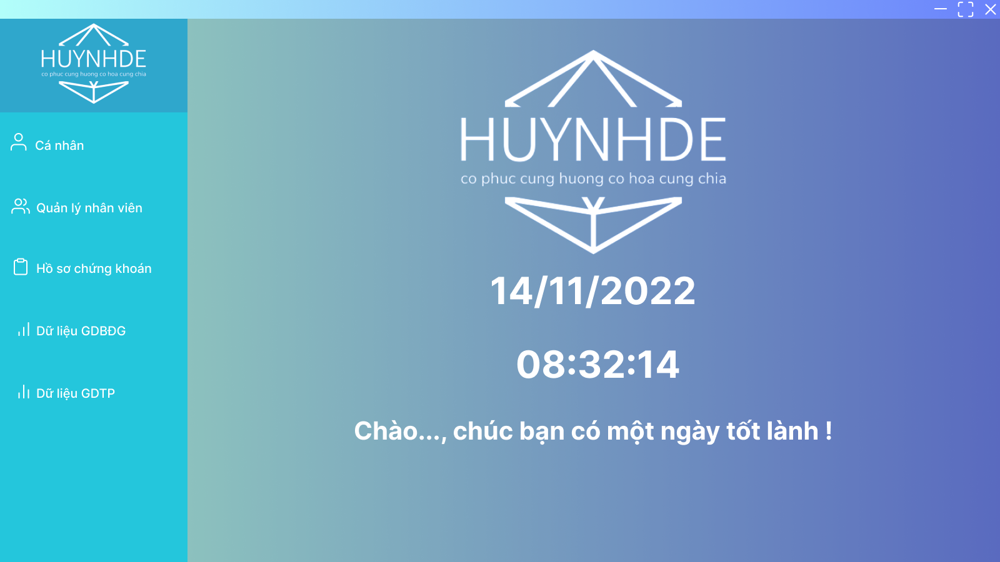 HUYNHDE
co phuc cung huong co hoa cung chia
Cá nhân
Quản lý nhân viên
Hồ sơ chứng khoán
Dữ liệu GDBĐG
Dữ liệu GDTP
HUYNHDE
co phuc cung huong co hoa cung chia
14/11/2022
08:32:14
Chào..., chúc bạn có một ngày tốt lành !